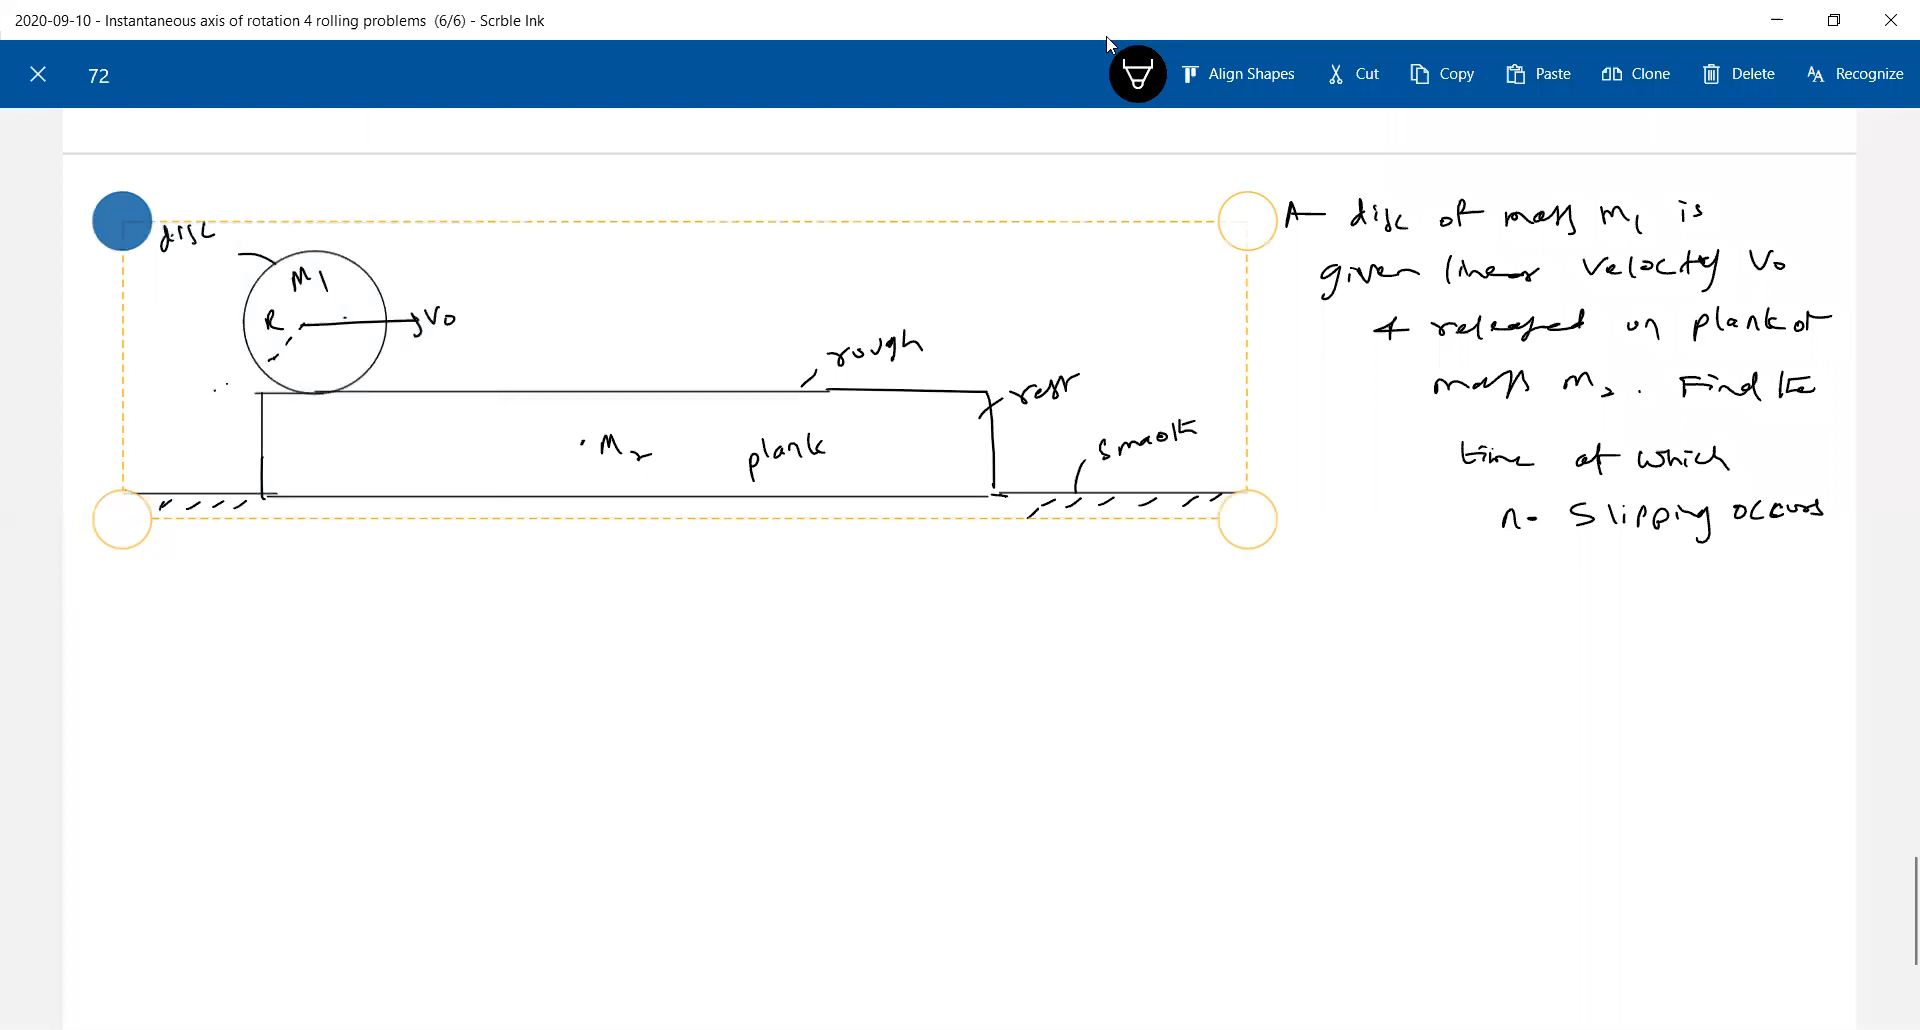 2020-09-10 - Instantaneous axis of rotation 4 rolling problems (6/6) - Scrble Ink
72
Align Shapes
Cut
Copy
Paste
Clone
Delete
Recognize
disc
M1
R
V0
rough
rest
M2
plank
smooth
A disc of mass m1 is
given linear velocity V0
& released on plank of
mass m2. Find the
time at which
no slipping occurs